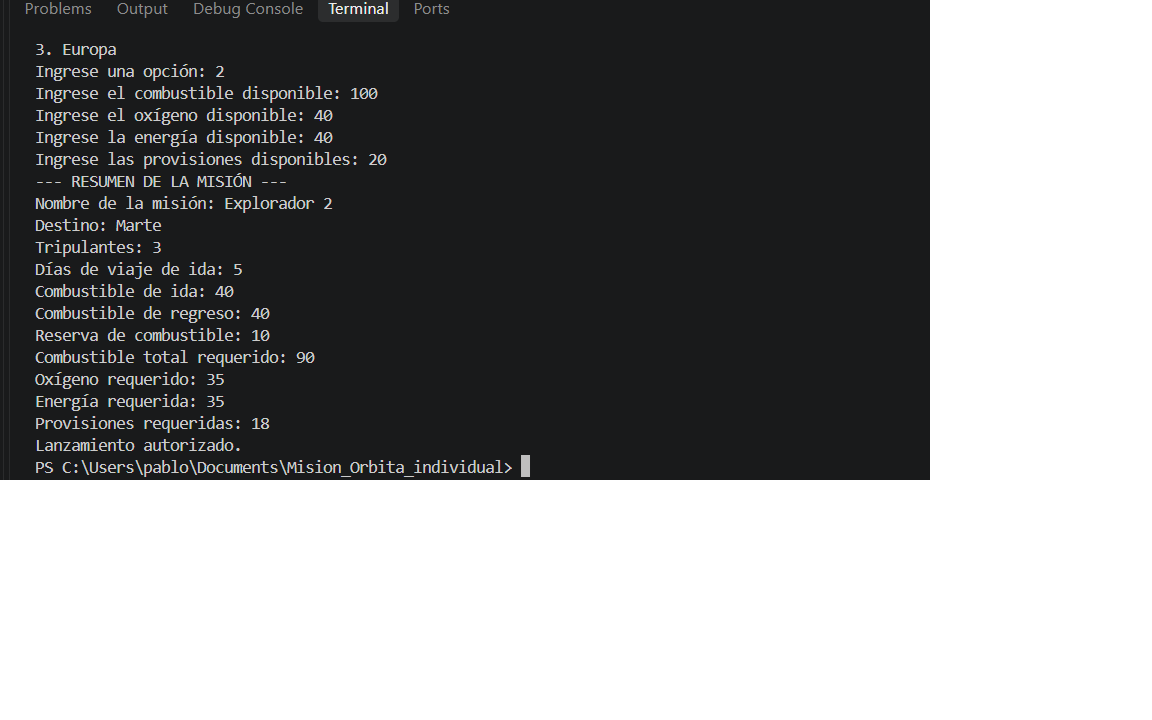 Problems Output Debug Console Terminal Ports
3. Europa
Ingrese una opción: 2
Ingrese el combustible disponible: 100
Ingrese el oxígeno disponible: 40
Ingrese la energía disponible: 40
Ingrese las provisiones disponibles: 20
--- RESUMEN DE LA MISIÓN ---
Nombre de la misión: Explorador 2
Destino: Marte
Tripulantes: 3
Días de viaje de ida: 5
Combustible de ida: 40
Combustible de regreso: 40
Reserva de combustible: 10
Combustible total requerido: 90
Oxígeno requerido: 35
Energía requerida: 35
Provisiones requeridas: 18
Lanzamiento autorizado.
PS C:\Users\pablo\Documents\Mision_Orbita_individual>